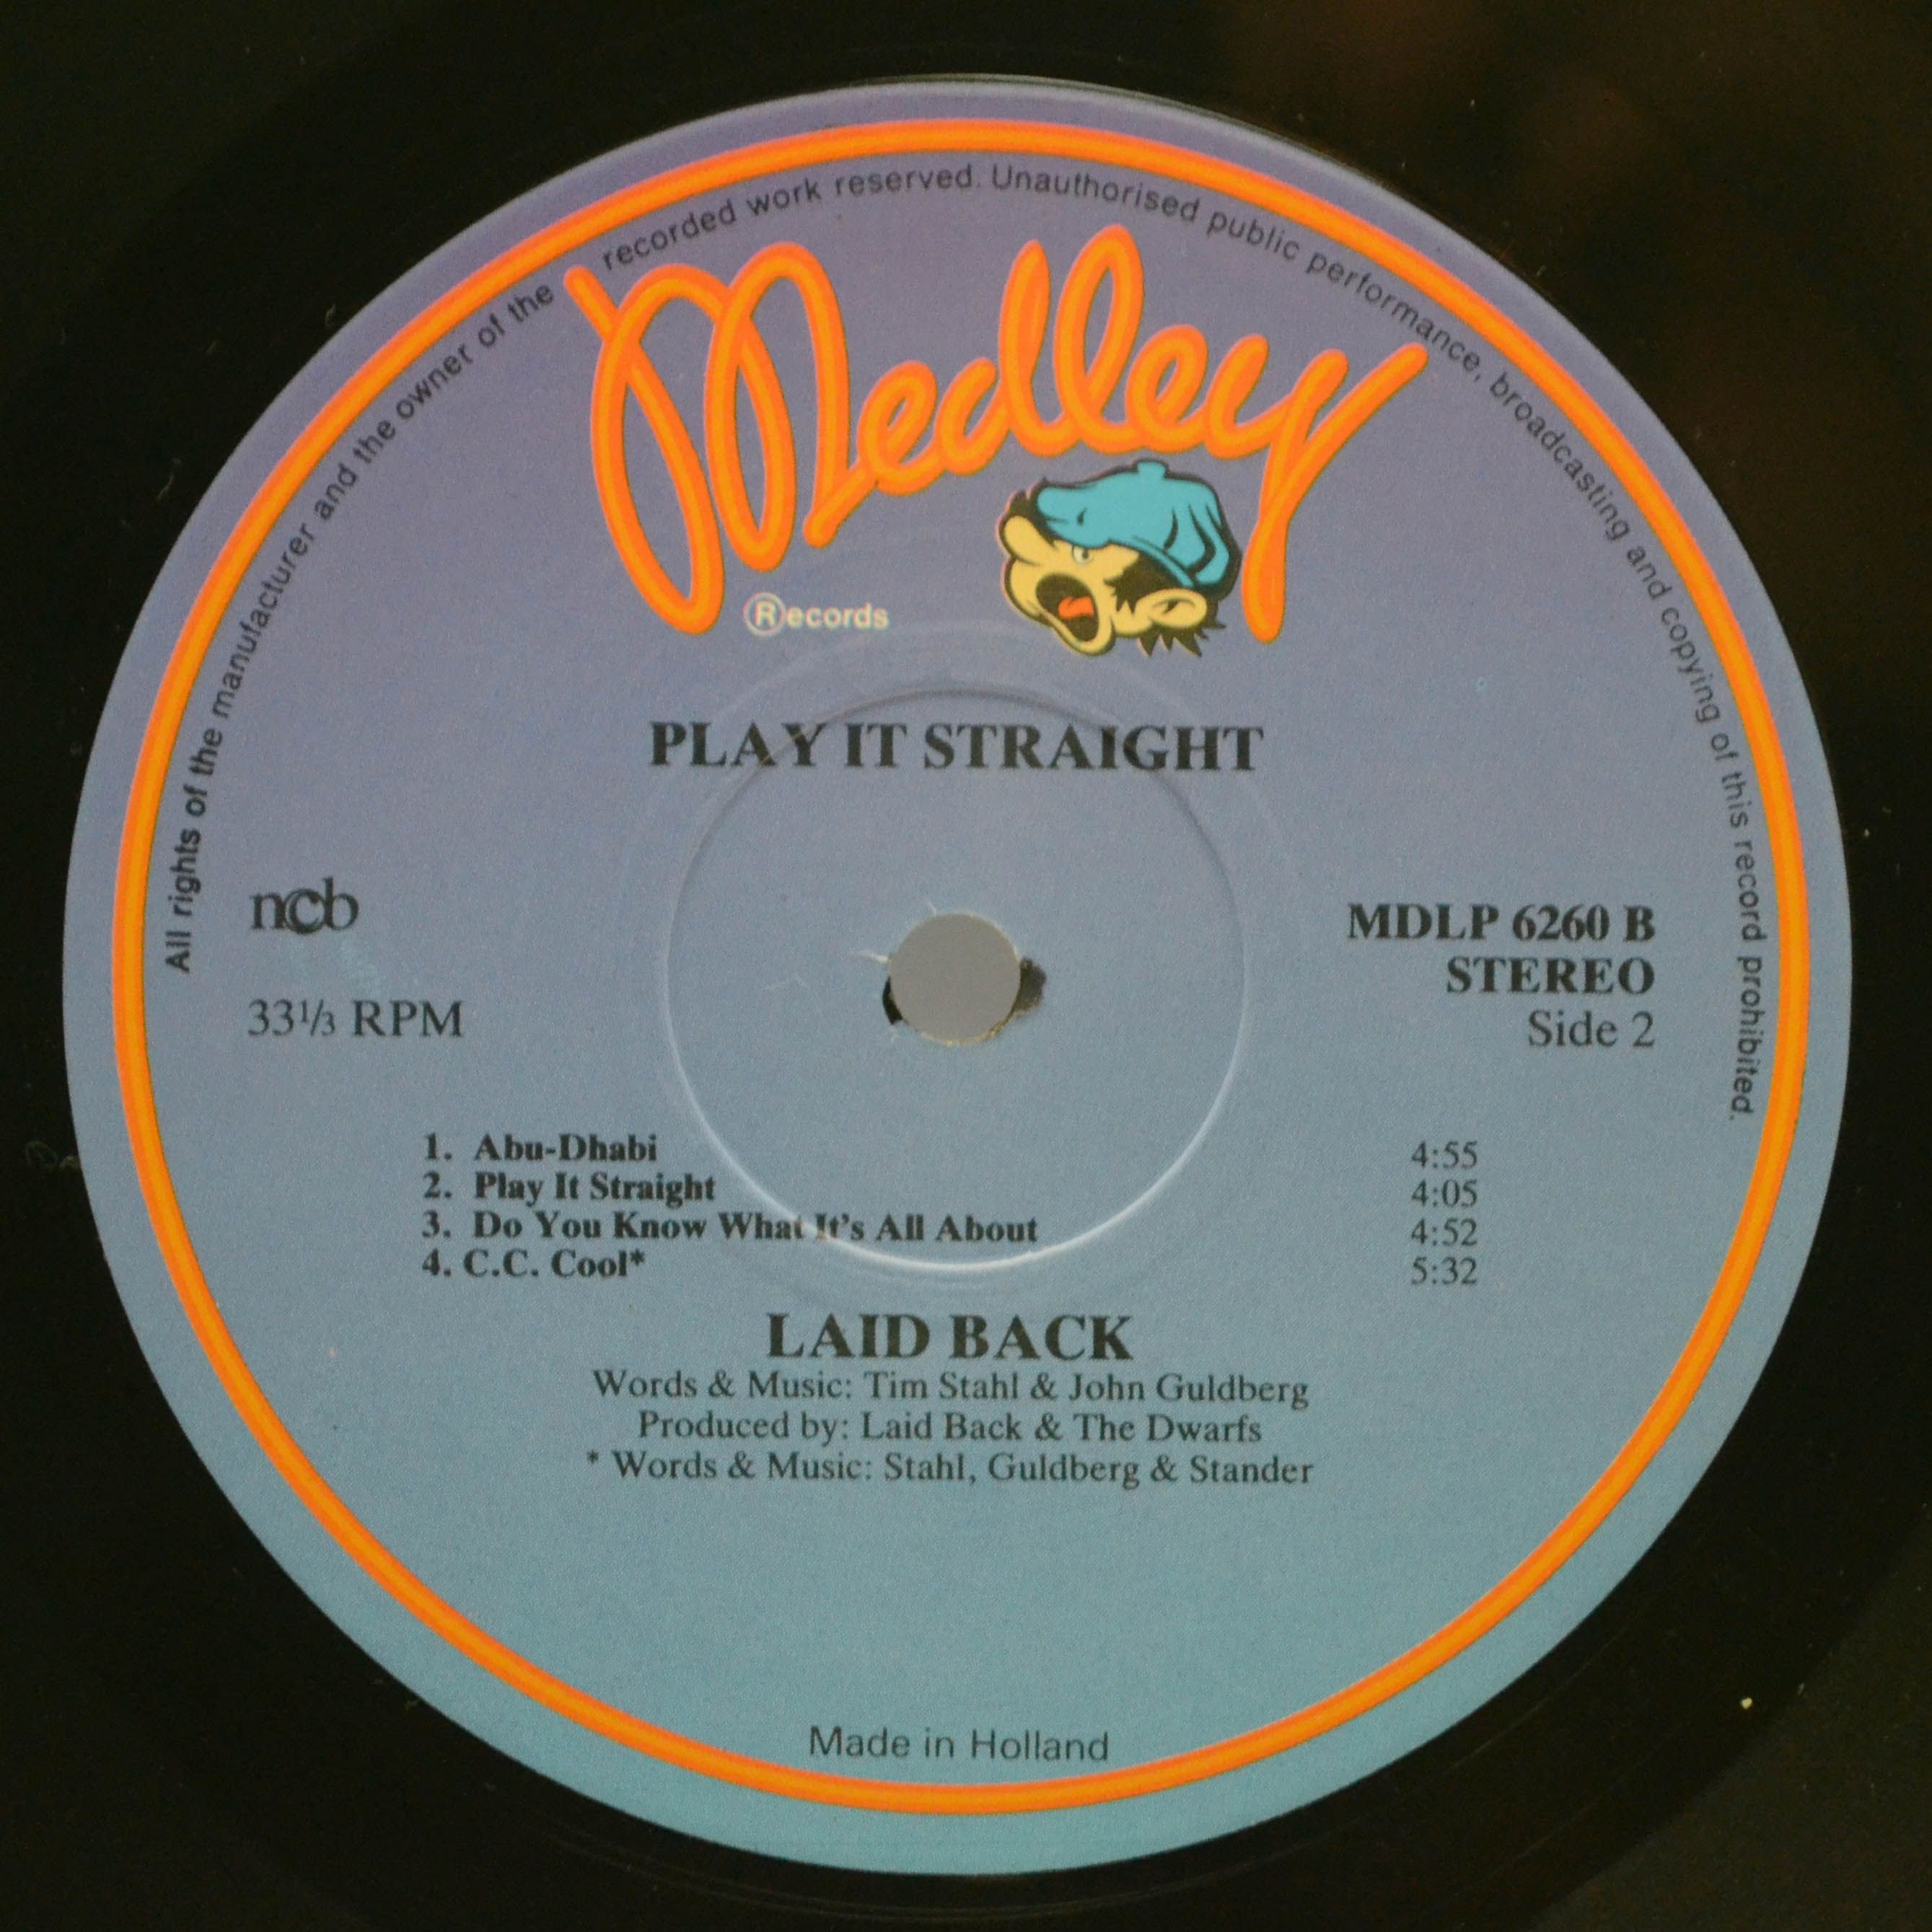 All rights of the manufacturer and the owner of the recorded work reserved. Unauthorised public performance, broadcasting and copying of this record prohibited.
Medley
Records
PLAY IT STRAIGHT
ncb
33⅓ RPM
MDLP 6260 B
STEREO
Side 2
1. Abu-Dhabi 4:55
2. Play It Straight 4:05
3. Do You Know What It's All About 4:52
4. C.C. Cool* 5:32
LAID BACK
Words & Music: Tim Stahl & John Guldberg
Produced by: Laid Back & The Dwarfs
* Words & Music: Stahl, Guldberg & Stander
Made in Holland